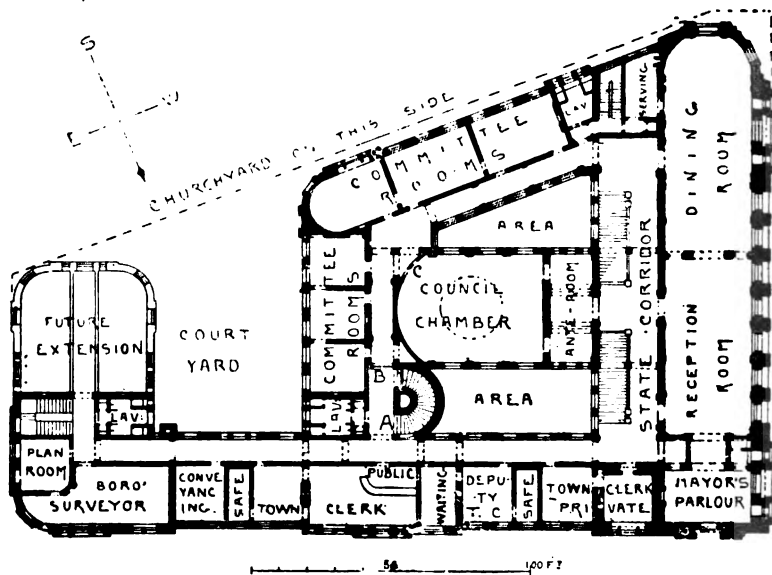 S
E
W
CHURCHYARD ON THIS SIDE
COMMITTEE
ROOMS
LAV
SERVING
DINING
ROOM
AREA
FUTURE
EXTENSION
COURT
YARD
COMMITTEE
ROOMS
C
COUNCIL
CHAMBER
ANTE-ROOM
STATE CORRIDOR
RECEPTION
ROOM
B
A
AREA
LAV:
LAV
PLAN
ROOM
BORO'
SURVEYOR
CONVE
YANC
ING.
SAFE
TOWN
CLERK
PUBLIC
WAITING
DEPU-
TY
T.C
SAFE
TOWN
PRI
CLERK
VATE
MAYOR'S
PARLOUR
50
100 FT